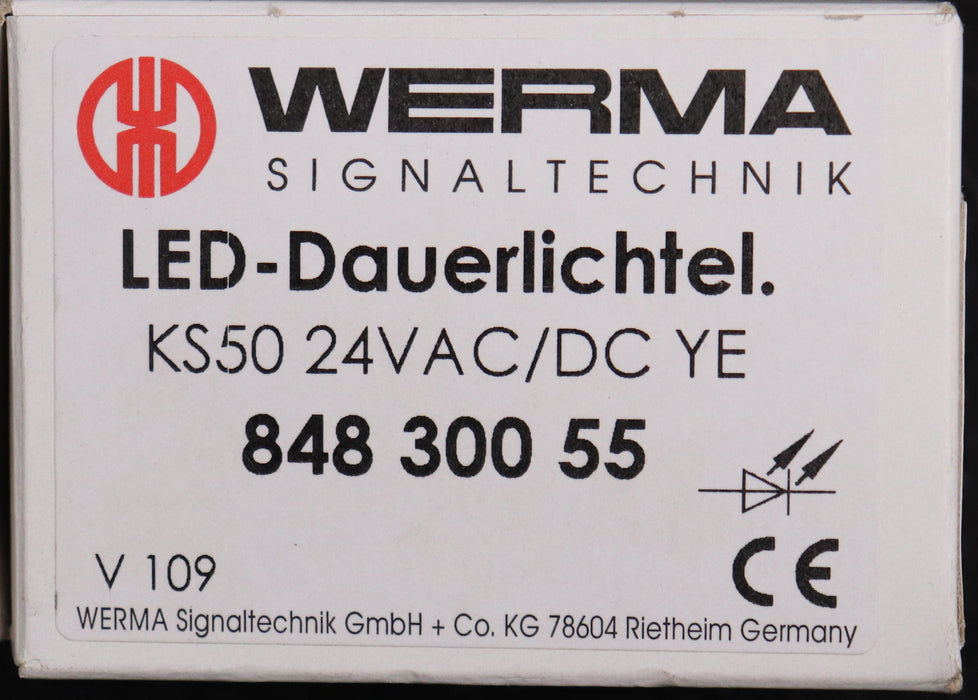 WERMA
SIGNALTECHNIK
LED-Dauerlichtel.
KS50 24VAC/DC YE
848 300 55
CE
V 109
WERMA Signaltechnik GmbH + Co. KG 78604 Rietheim Germany